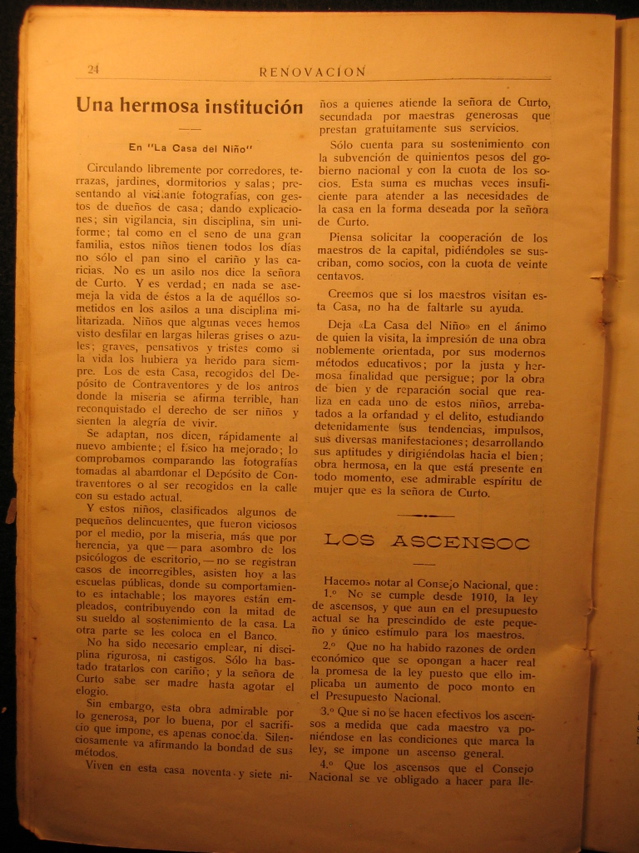 24
RENOVACION
Una hermosa institución
En "La Casa del Niño"
Circulando libremente por corredores, te-
rrazas, jardines, dormitorios y salas; pre-
sentando al visitante fotografías, con ges-
tos de dueños de casa; dando explicacio-
nes; sin vigilancia, sin disciplina, sin uni-
forme; tal como en el seno de una gran
familia, estos niños tienen todos los días
no sólo el pan sino el cariño y las ca-
ricias. No es un asilo nos dice la señora
de Curto. Y es verdad; en nada se ase-
meja la vida de éstos a la de aquéllos so-
metidos en los asilos a una disciplina mi-
litarizada. Niños que algunas veces hemos
visto desfilar en largas hileras grises o azu-
les; graves, pensativos y tristes como si
la vida los hubiera ya herido para siem-
pre. Los de esta Casa, recogidos del De-
pósito de Contraventores y de los antros
donde la miseria se afirma terrible, han
reconquistado el derecho de ser niños y
sienten la alegría de vivir.
Se adaptan, nos dicen, rápidamente al
nuevo ambiente; el físico ha mejorado; lo
comprobamos comparando las fotografías
tomadas al abandonar el Depósito de Con-
traventores o al ser recogidos en la calle
con su estado actual.
Y estos niños, clasificados algunos de
pequeños delincuentes, que fueron viciosos
por el medio, por la miseria, más que por
herencia, ya que — para asombro de los
psicólogos de escritorio, — no se registran
casos de incorregibles, asisten hoy a las
escuelas públicas, donde su comportamien-
to es intachable; los mayores están em-
pleados, contribuyendo con la mitad de
su sueldo al sostenimiento de la casa. La
otra parte se les coloca en el Banco.
No ha sido necesario emplear, ni disci-
plina rigurosa, ni castigos. Sólo ha bas-
tado tratarlos con cariño; y la señora de
Curto sabe ser madre hasta agotar el
elogio.
Sin embargo, esta obra admirable por
lo generosa, por lo buena, por el sacrifi-
cio que impone, es apenas conocida. Silen-
ciosamente va afirmando la bondad de sus
métodos.
Viven en esta casa noventa y siete ni-
ños a quienes atiende la señora de Curto,
secundada por maestras generosas que
prestan gratuitamente sus servicios.
Sólo cuenta para su sostenimiento con
la subvención de quinientos pesos del go-
bierno nacional y con la cuota de los so-
cios. Esta suma es muchas veces insufi-
ciente para atender a las necesidades de
la casa en la forma deseada por la señora
de Curto.
Piensa solicitar la cooperación de los
maestros de la capital, pidiéndoles se sus-
criban, como socios, con la cuota de veinte
centavos.
Creemos que si los maestros visitan es-
ta Casa, no ha de faltarle su ayuda.
Deja «La Casa del Niño» en el ánimo
de quien la visita, la impresión de una obra
noblemente orientada, por sus modernos
métodos educativos; por la justa y her-
mosa finalidad que persigue; por la obra
de bien y de reparación social que rea-
liza en cada uno de estos niños, arreba-
tados a la orfandad y el delito, estudiando
detenidamente sus tendencias, impulsos,
sus diversas manifestaciones; desarrollando
sus aptitudes y dirigiéndolas hacia el bien;
obra hermosa, en la que está presente en
todo momento, ese admirable espíritu de
mujer que es la señora de Curto.
LOS ASCENSOC
Hacemos notar al Consejo Nacional, que:
1.º No se cumple desde 1910, la ley
de ascensos, y que aun en el presupuesto
actual se ha prescindido de este peque-
ño y único estímulo para los maestros.
2.º Que no ha habido razones de orden
económico que se opongan a hacer real
la promesa de la ley puesto que ello im-
plicaba un aumento de poco monto en
el Presupuesto Nacional.
3.º Que si no se hacen efectivos los ascen-
sos a medida que cada maestro va po-
niéndose en las condiciones que marca la
ley, se impone un ascenso general.
4.º Que los ascensos que el Consejo
Nacional se ve obligado a hacer para lle-